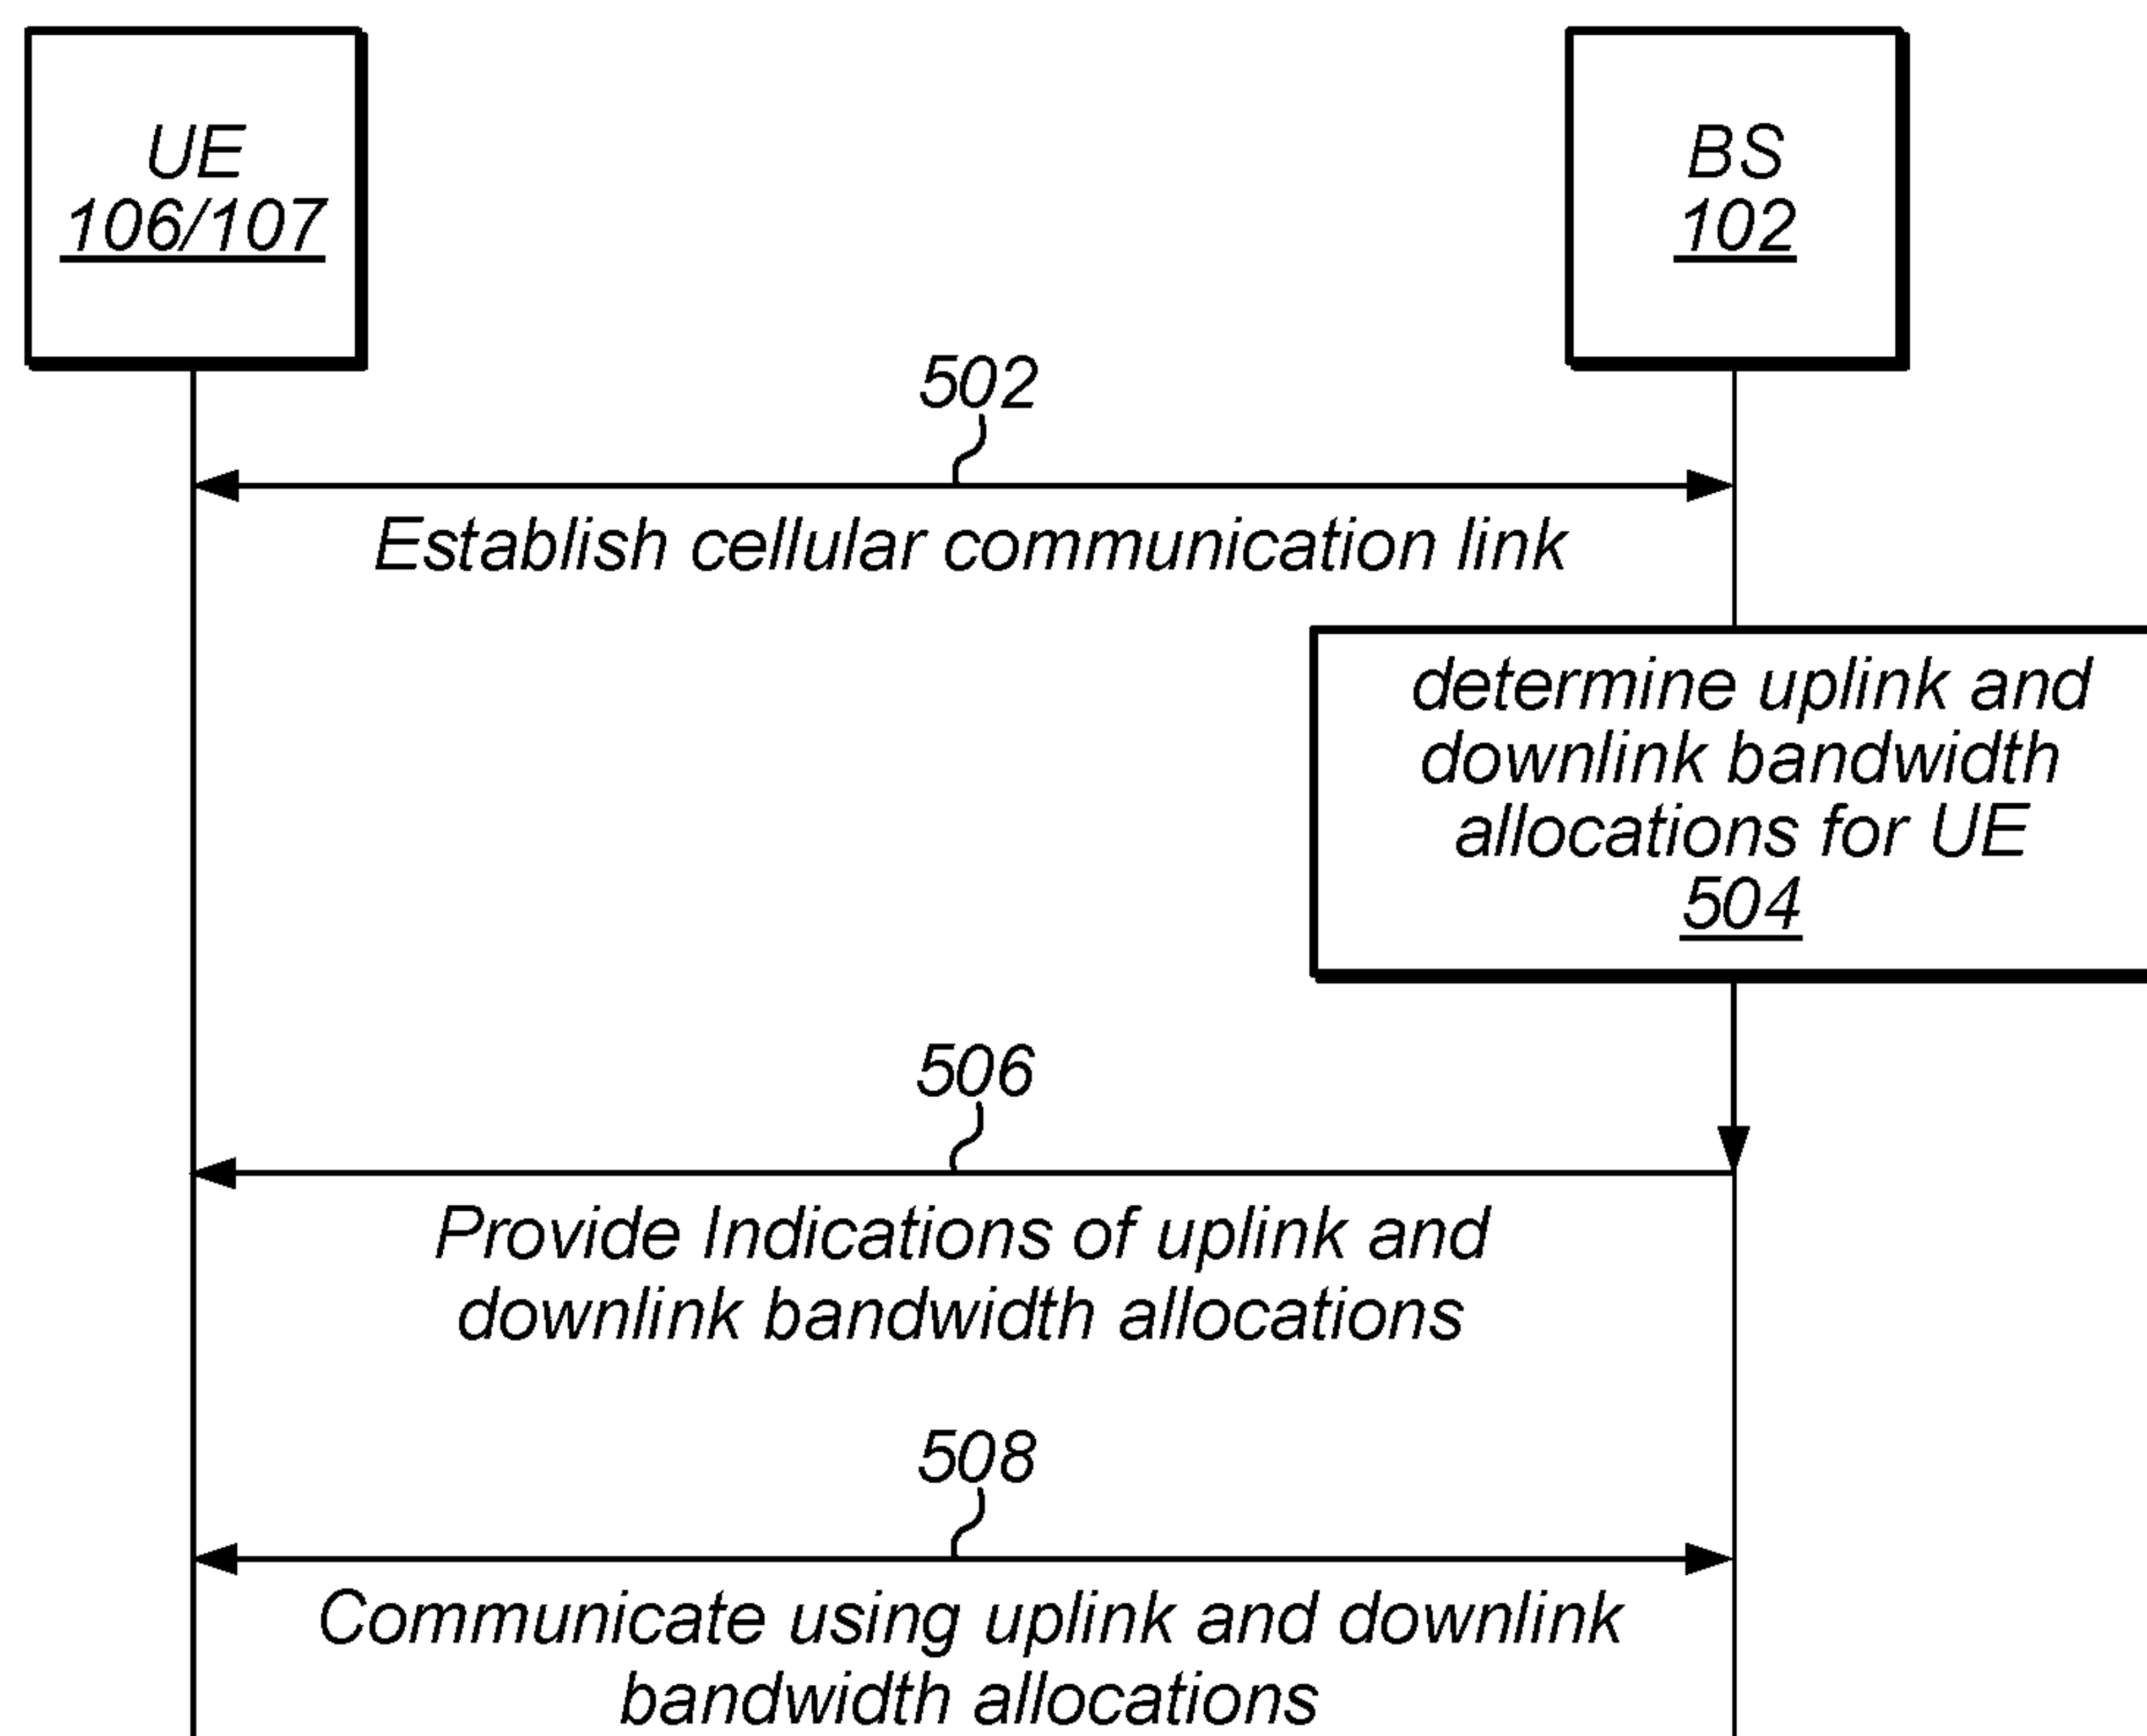 UE
106/107
BS
102
502
Establish cellular communication link
determine uplink and
downlink bandwidth
allocations for UE
504
506
Provide Indications of uplink and
downlink bandwidth allocations
508
Communicate using uplink and downlink
bandwidth allocations